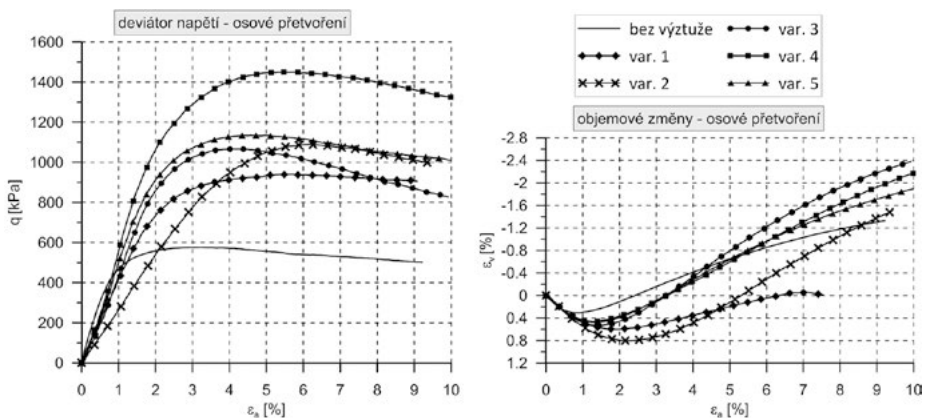 deviátor napětí - osové přetvoření
1600
1400
1200
1000
800
600
400
200
0
q [kPa]
0 1 2 3 4 5 6 7 8 9 10
εa [%]
bez výztuže
var. 1
var. 2
var. 3
var. 4
var. 5
objemové změny - osové přetvoření
-2.8
-2.4
-2
-1.6
-1.2
-0.8
-0.4
0
0.4
0.8
1.2
εv [%]
0 1 2 3 4 5 6 7 8 9 10
εa [%]